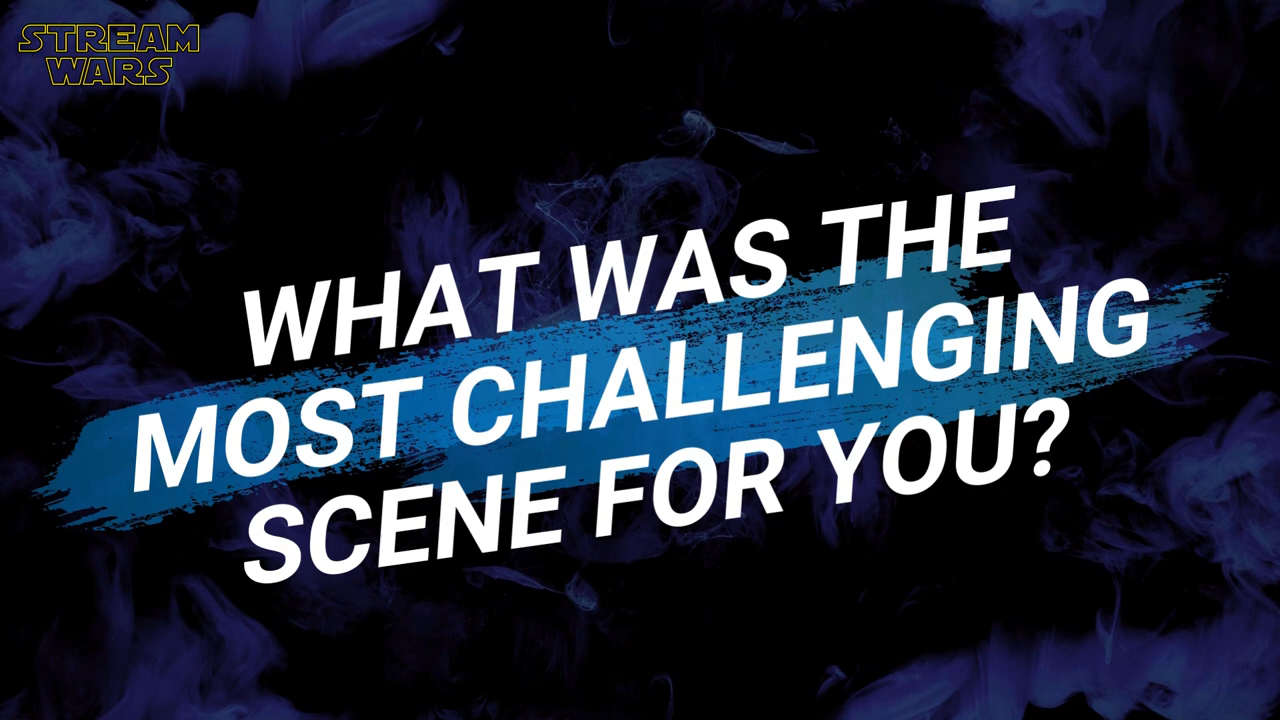 STREAM
WARS
WHAT WAS THE
MOST CHALLENGING
SCENE FOR YOU?